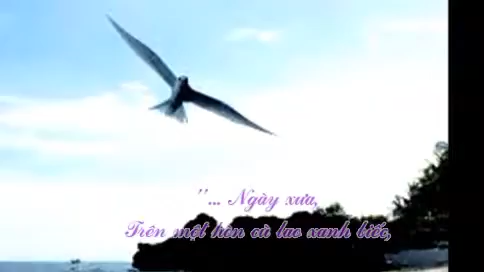 "... Ngày xưa,
Trên một hòn cù lao xanh biếc,